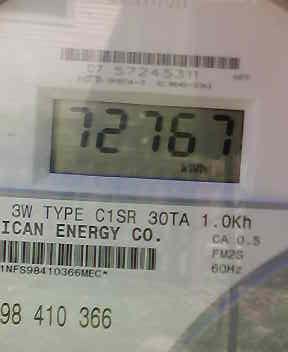 07 57245311
72767
kWh
3W TYPE C1SR 30TA 1.0Kh
ICAN ENERGY CO.
CA 0.5
FM2S
60Hz
1NFS98410366MEC*
98 410 366